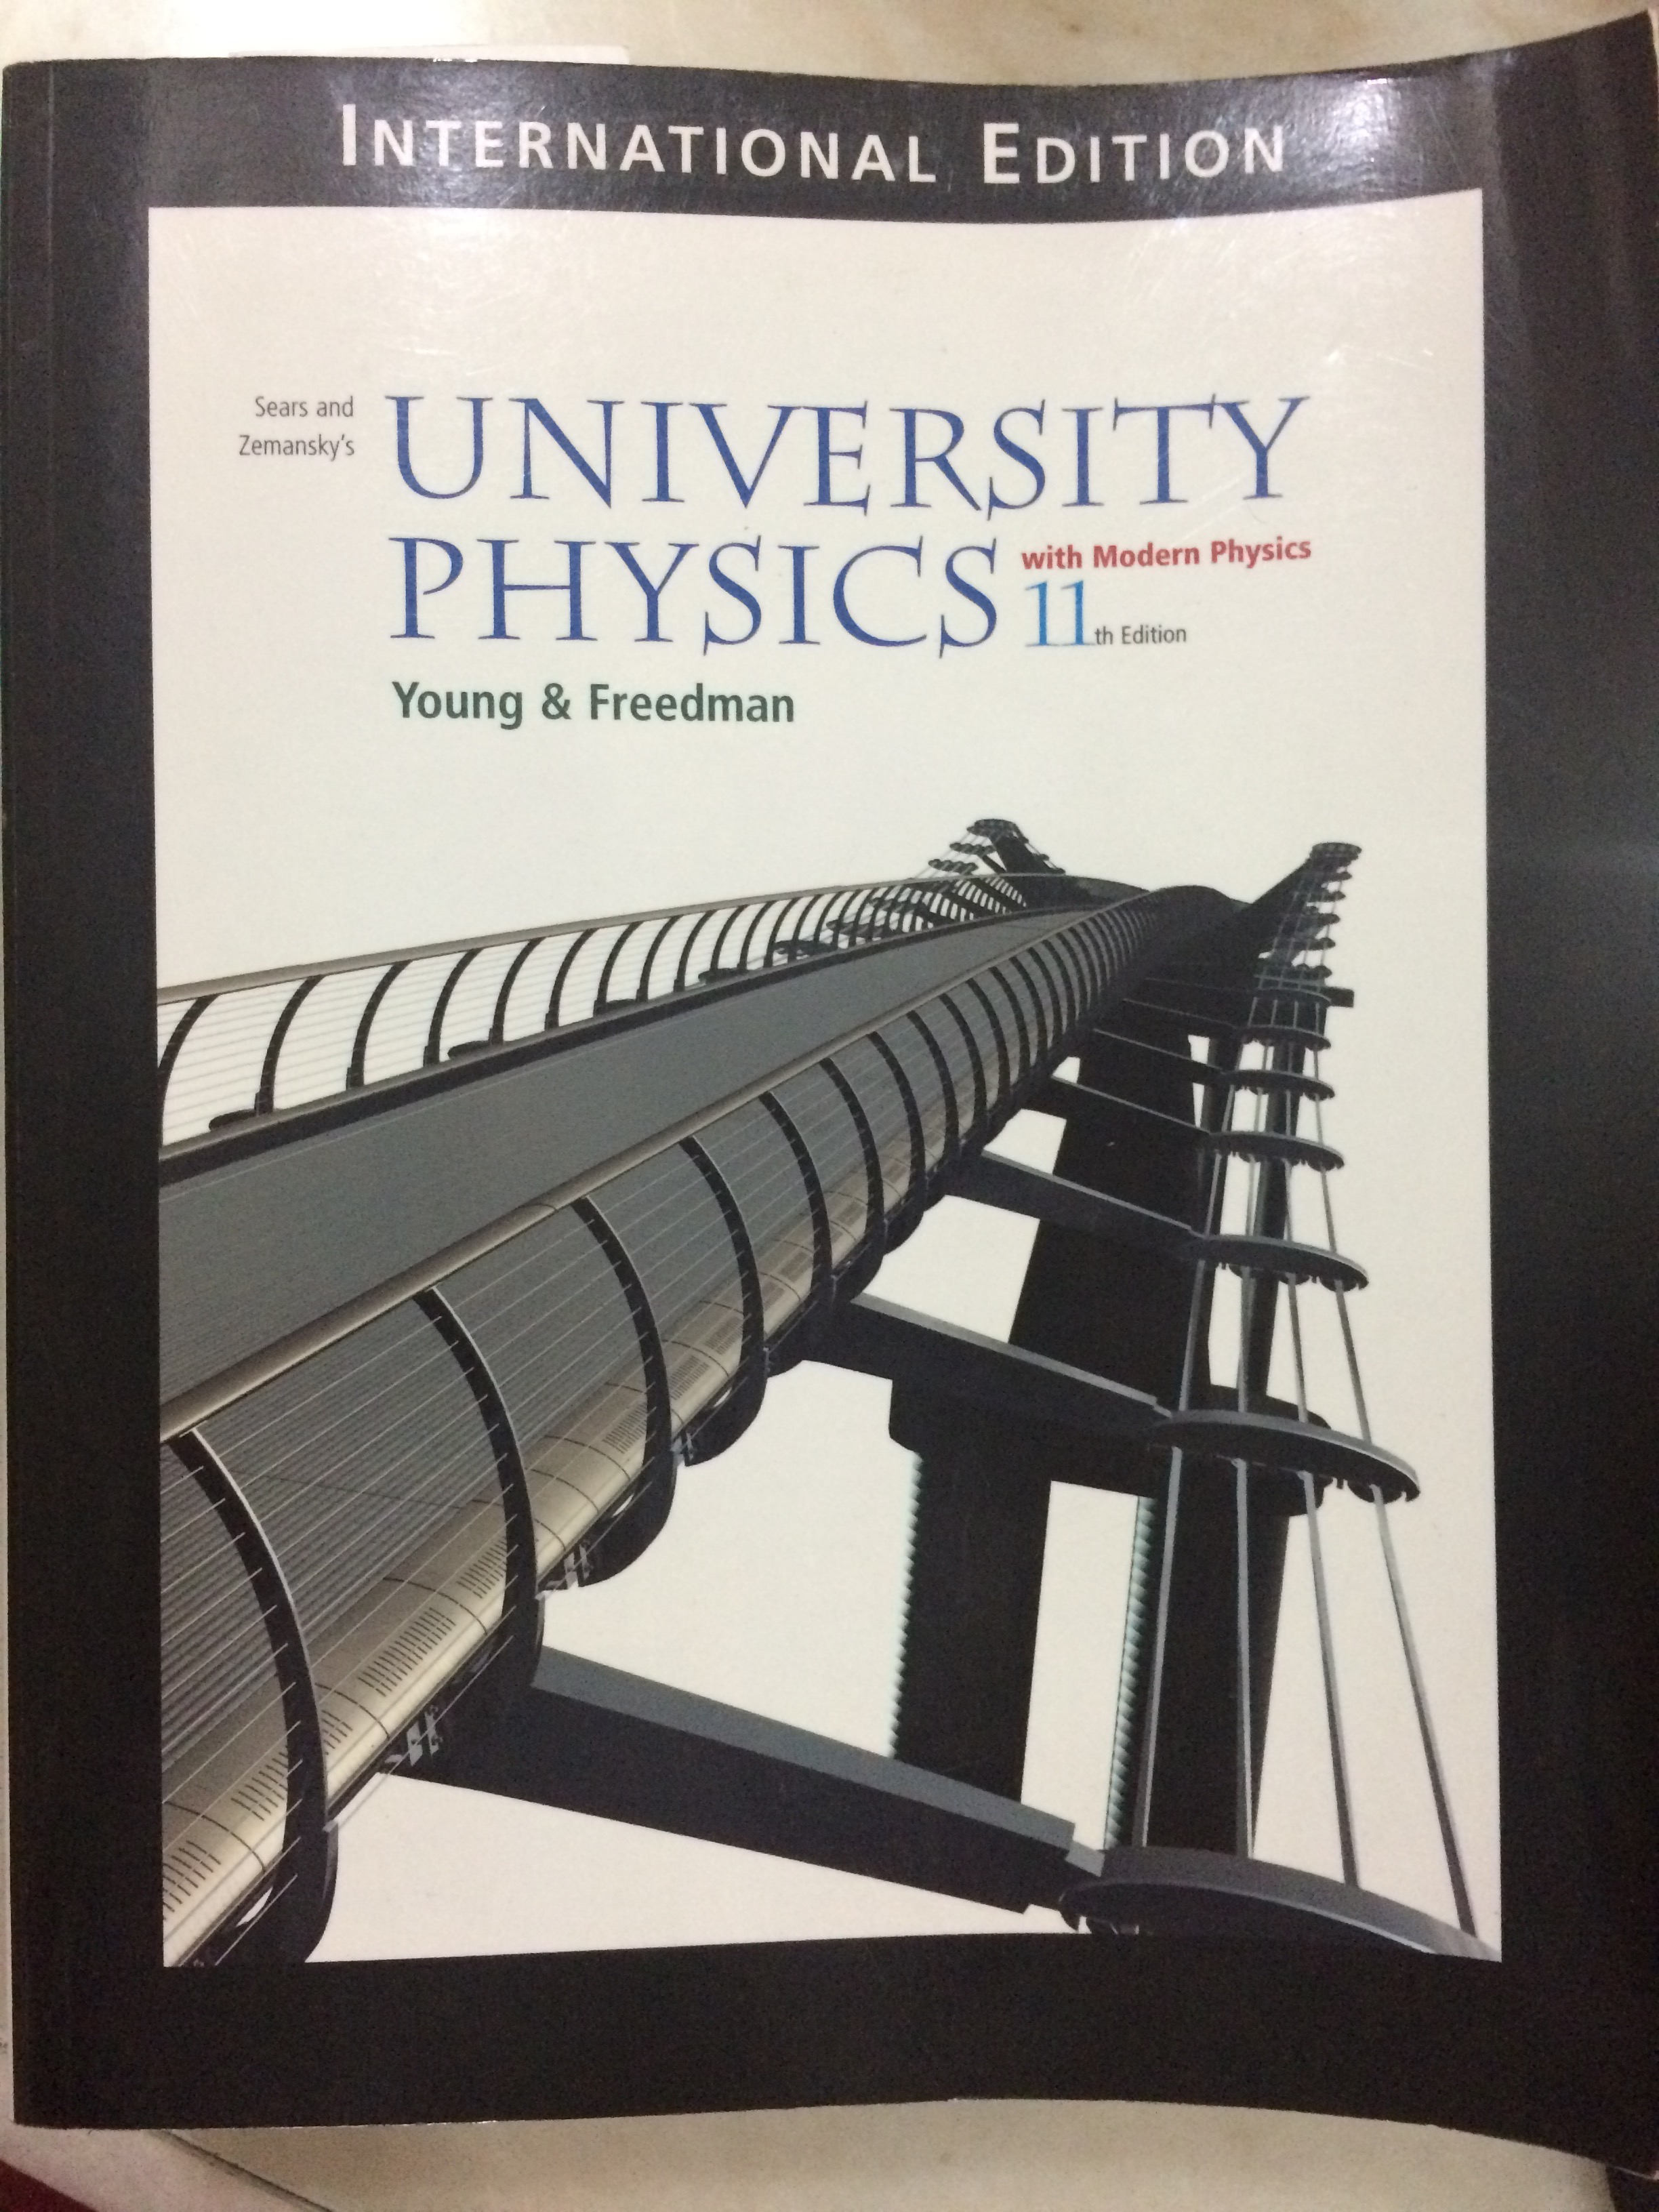 INTERNATIONAL EDITION
Sears and
Zemansky's
UNIVERSITY
PHYSICS
with Modern Physics
11th Edition
Young & Freedman